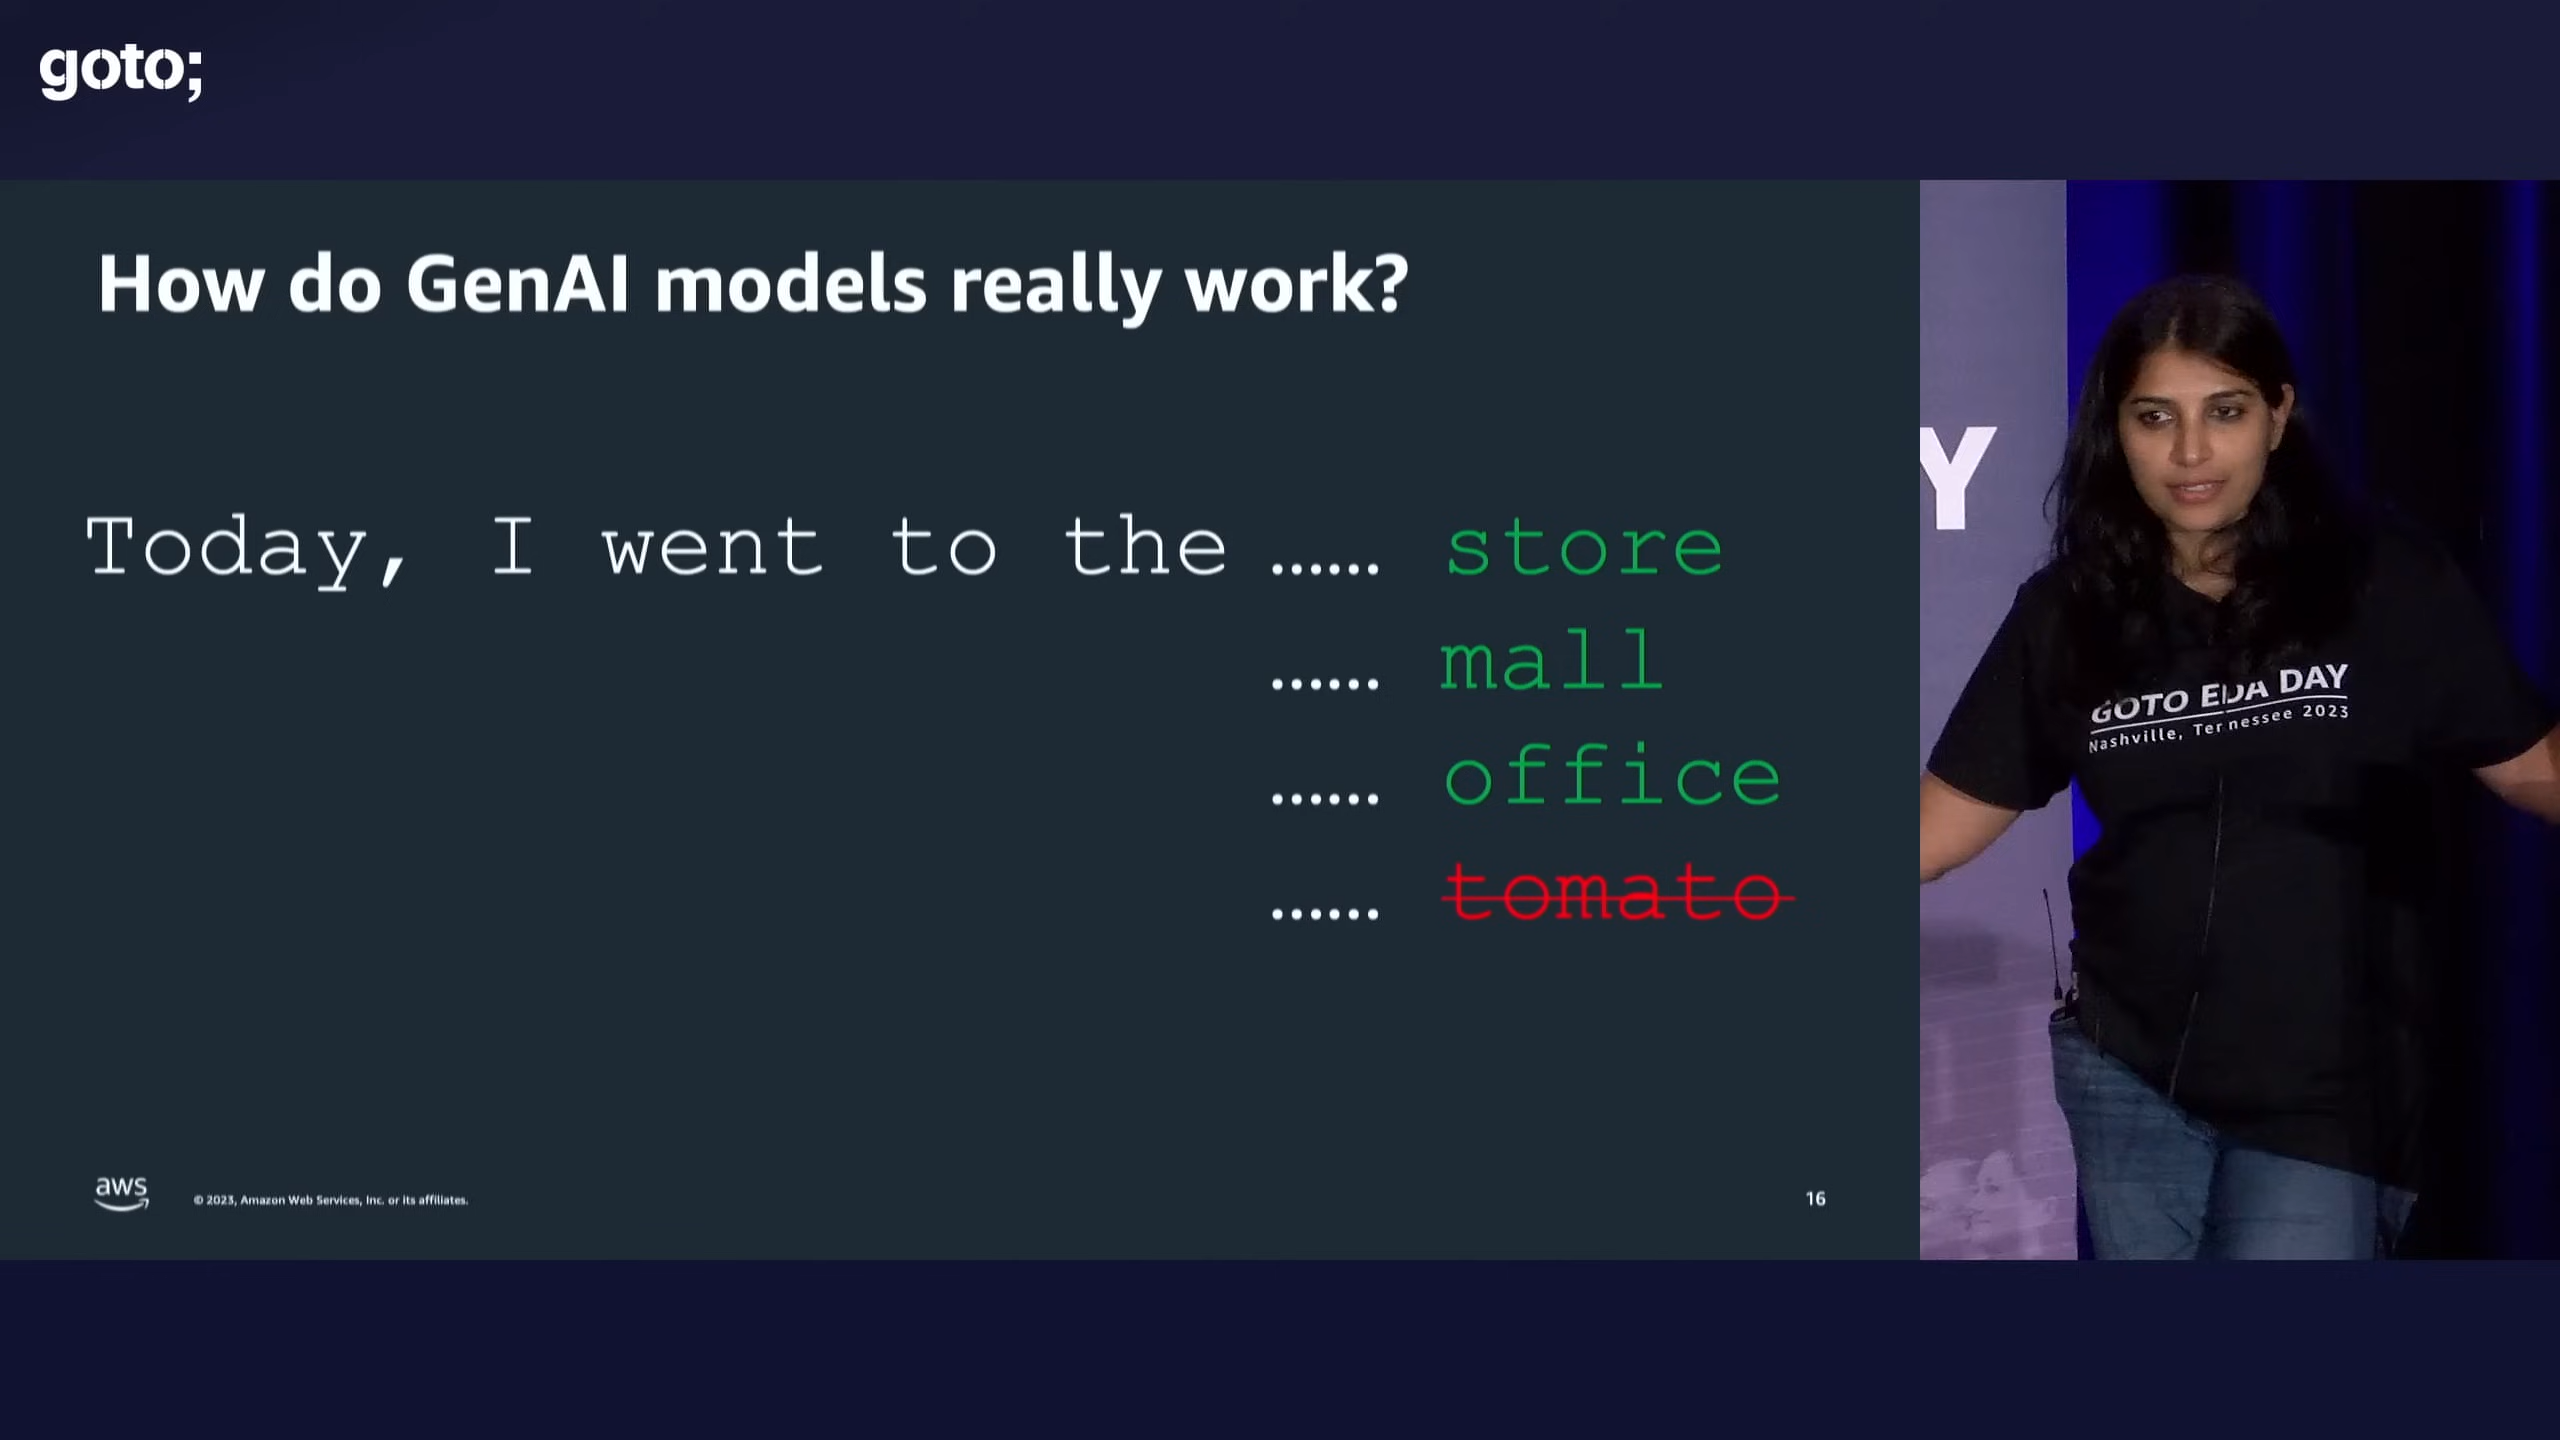 goto;
How do GenAI models really work?
Today, I went to the ...... store
...... mall
...... office
...... tomato
aws
© 2023, Amazon Web Services, Inc. or its affiliates.
16
Y
GOTO EDA DAY
Nashville, Tennessee 2023